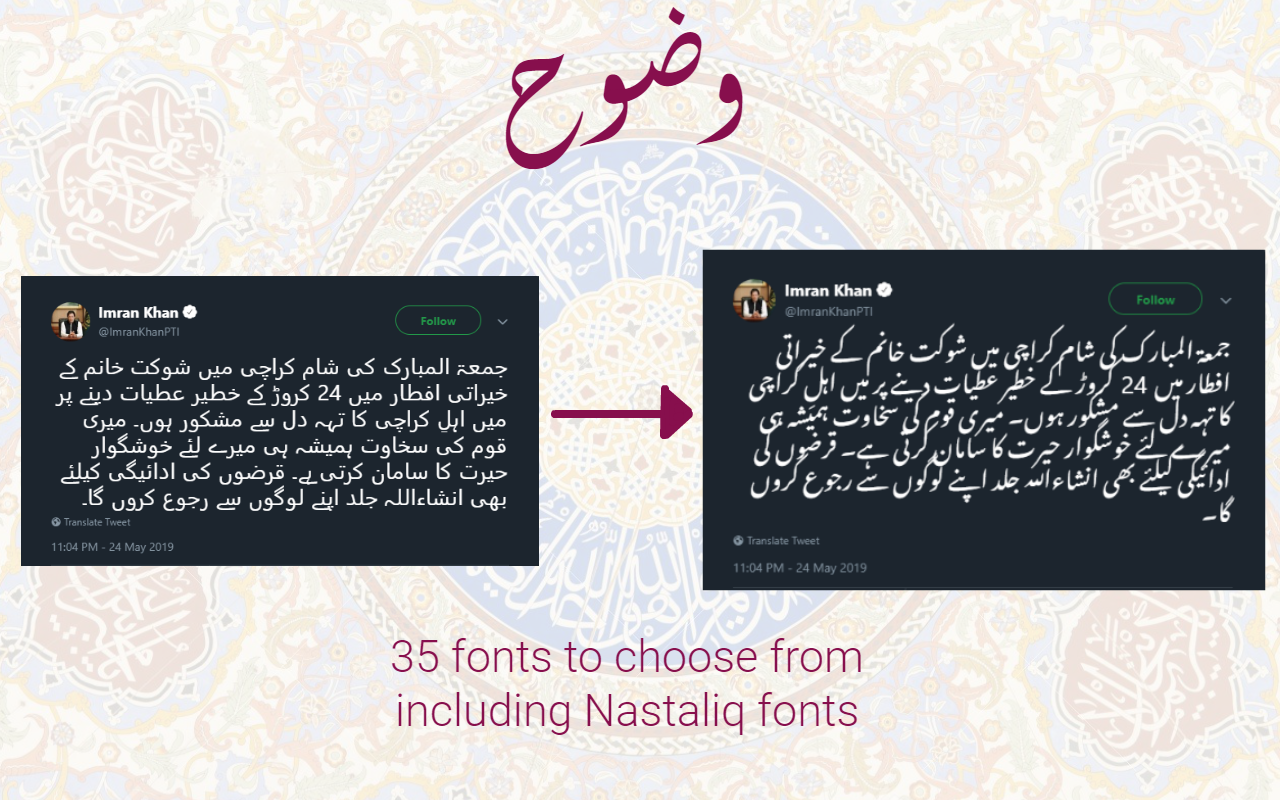 وضوح
Imran Khan
@ImranKhanPTI
Follow
جمعۃ المبارک کی شام کراچی میں شوکت خانم کے
خیراتی افطار میں 24 کروڑ کے خطیر عطیات دینے پر
میں اہلِ کراچی کا تہہ دل سے مشکور ہوں۔ میری
قوم کی سخاوت ہمیشہ ہی میرے لئے خوشگوار
حیرت کا سامان کرتی ہے۔ قرضوں کی ادائیگی کیلئے
بھی انشاءاللہ جلد اپنے لوگوں سے رجوع کروں گا۔
Translate Tweet
11:04 PM - 24 May 2019
Imran Khan
@ImranKhanPTI
Follow
جمعۃ المبارک کی شام کراچی میں شوکت خانم کے خیراتی
افطار میں 24 کروڑ کے خطیر عطیات دینے پر میں اہلِ کراچی
کا تہہ دل سے مشکور ہوں۔ میری قوم کی سخاوت ہمیشہ ہی
میرے لئے خوشگوار حیرت کا سامان کرتی ہے۔ قرضوں کی
ادائیگی کیلئے بھی انشاءاللہ جلد اپنے لوگوں سے رجوع کروں
گا۔
Translate Tweet
11:04 PM - 24 May 2019
35 fonts to choose from
including Nastaliq fonts